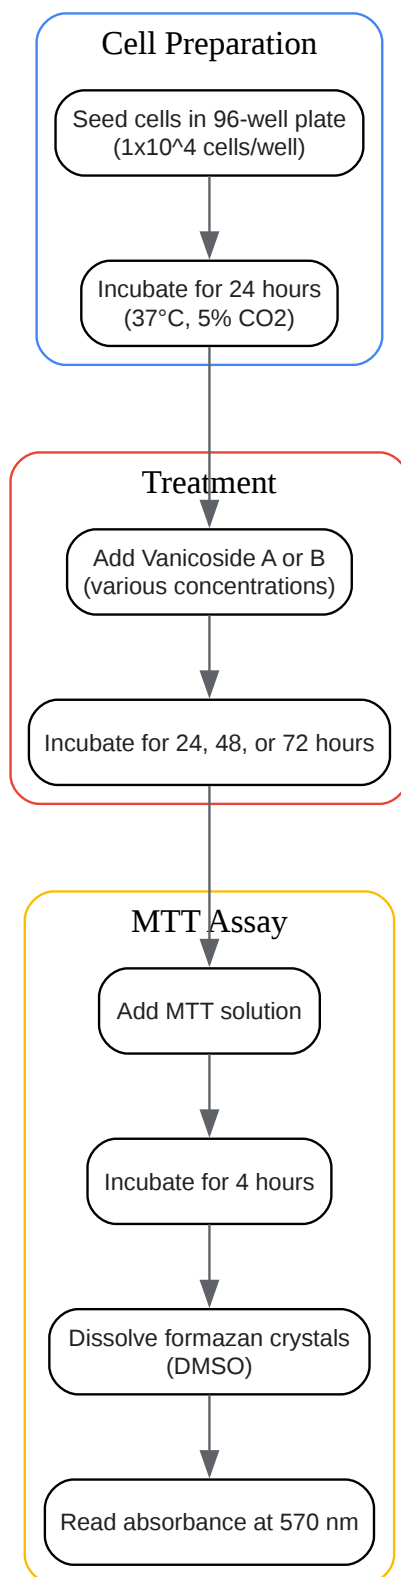 Cell Preparation
Seed cells in 96-well plate
(1x10^4 cells/well)
Incubate for 24 hours
(37°C, 5% CO2)
Treatment
Add Vanicoside A or B
(various concentrations)
Incubate for 24, 48, or 72 hours
MTT Assay
Add MTT solution
Incubate for 4 hours
Dissolve formazan crystals
(DMSO)
Read absorbance at 570 nm